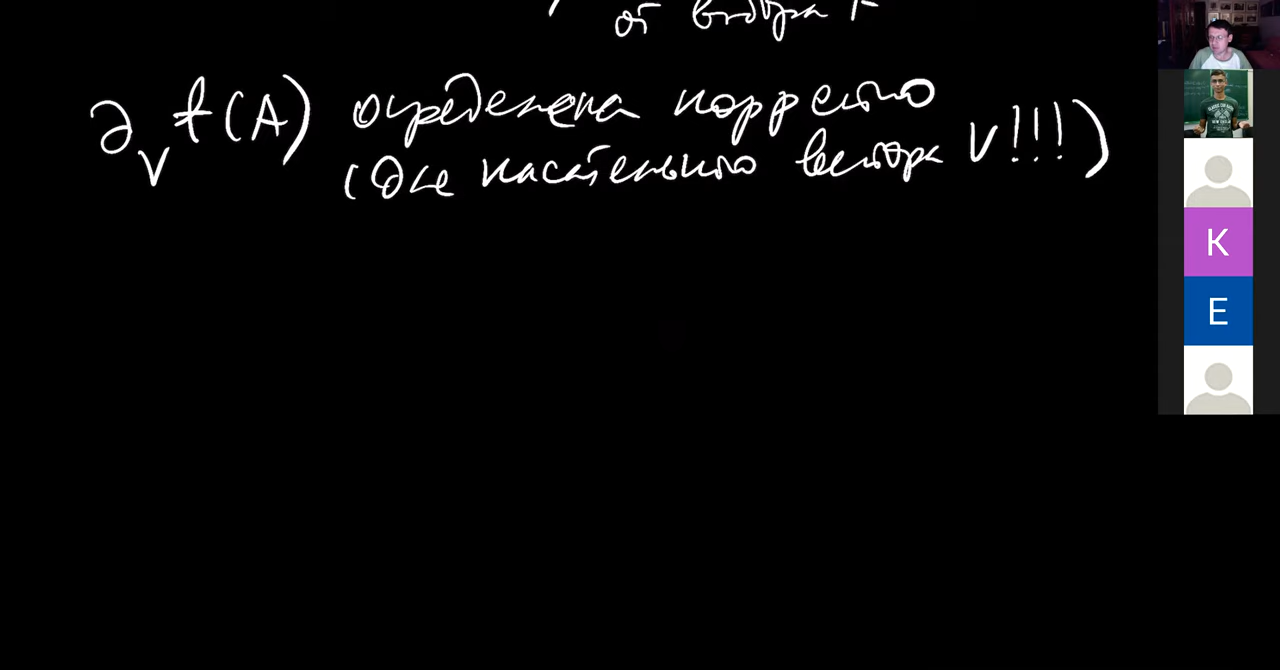 от выбора F
∂_v f(A) определена корректно
(для касательного вектора v!!!)
K
E